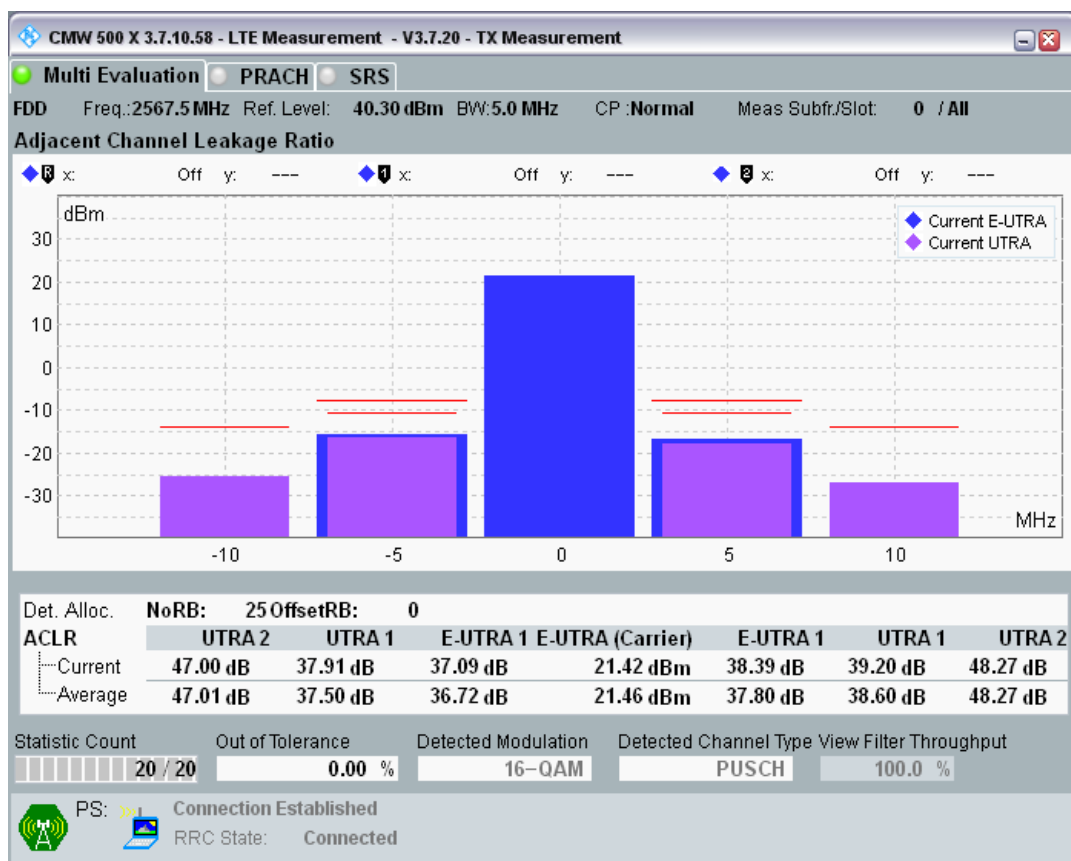 CMW 500 X 3.7.10.58 - LTE Measurement - V3.7.20 - TX Measurement
Multi Evaluation PRACH SRS
FDD Freq.:2567.5 MHz Ref. Level: 40.30 dBm BW:5.0 MHz CP :Normal Meas Subfr./Slot: 0 / All
Adjacent Channel Leakage Ratio
R x: Off y: --- 1 x: Off y: --- 2 x: Off y: ---
dBm
Current E-UTRA
Current UTRA
30
20
10
0
-10
-20
-30
MHz
-10 -5 0 5 10
Det. Alloc. NoRB: 25 OffsetRB: 0
ACLR UTRA 2 UTRA 1 E-UTRA 1 E-UTRA (Carrier) E-UTRA 1 UTRA 1 UTRA 2
Current 47.00 dB 37.91 dB 37.09 dB 21.42 dBm 38.39 dB 39.20 dB 48.27 dB
Average 47.01 dB 37.50 dB 36.72 dB 21.46 dBm 37.80 dB 38.60 dB 48.27 dB
Statistic Count Out of Tolerance Detected Modulation Detected Channel Type View Filter Throughput
20 / 20 0.00 % 16-QAM PUSCH 100.0 %
PS: Connection Established
RRC State: Connected